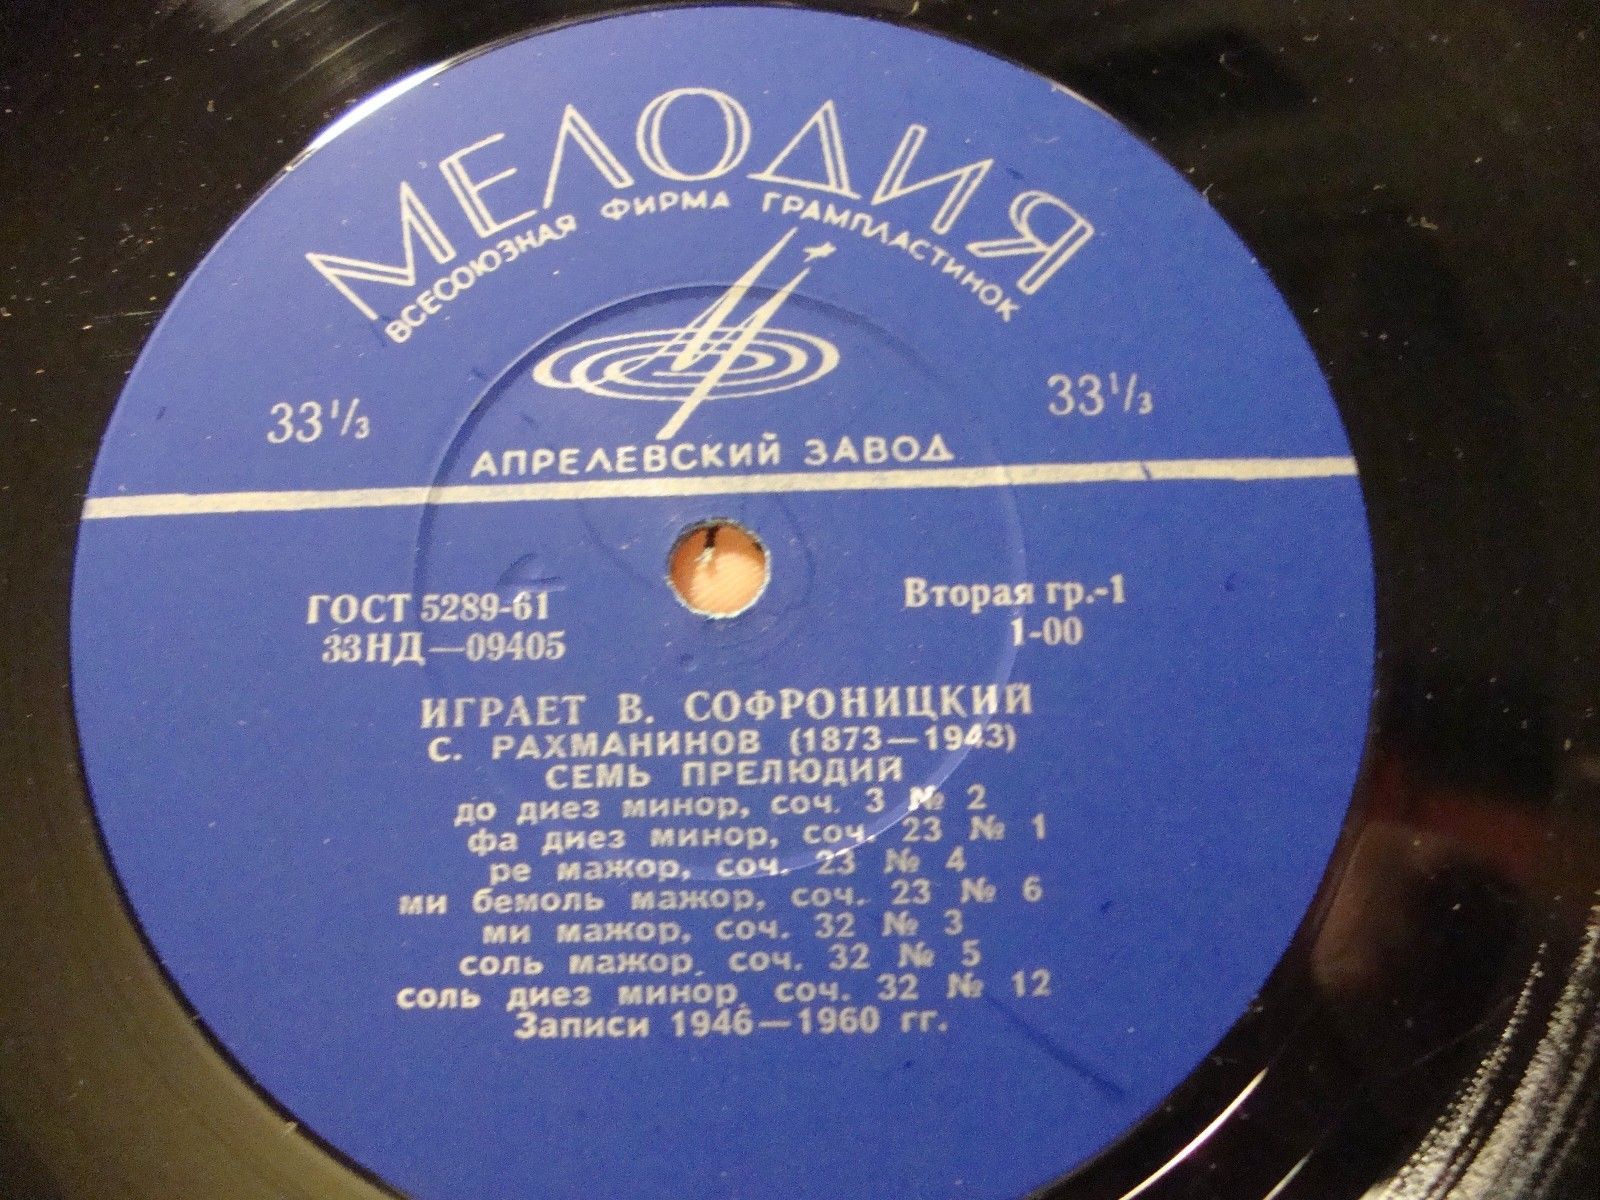 МЕЛОДИЯ
ВСЕСОЮЗНАЯ ФИРМА ГРАМПЛАСТИНОК
33 1/3
33 1/3
АПРЕЛЕВСКИЙ ЗАВОД
ГОСТ 5289-61
33НД—09405
Вторая гр.-1
1-00
ИГРАЕТ В. СОФРОНИЦКИЙ
С. РАХМАНИНОВ (1873—1943)
СЕМЬ ПРЕЛЮДИЙ
до диез минор, соч. 3 № 2
фа диез минор, соч. 23 № 1
ре мажор, соч. 23 № 4
ми бемоль мажор, соч. 23 № 6
ми мажор, соч. 32 № 3
соль мажор, соч. 32 № 5
соль диез минор, соч. 32 № 12
Записи 1946—1960 гг.